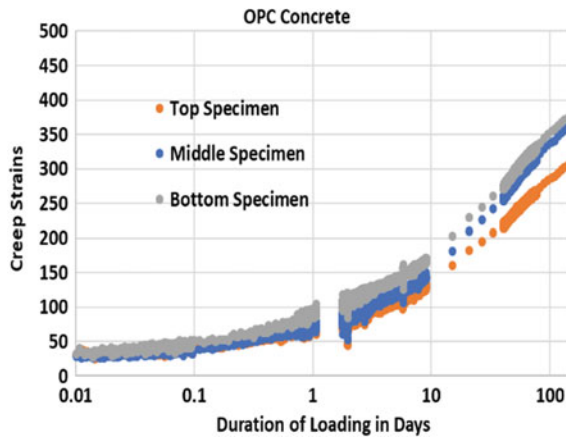 OPC Concrete
500
450
400
350
300
250
200
150
100
50
0
Creep Strains
Top Specimen
Middle Specimen
Bottom Specimen
0.01 0.1 1 10 100
Duration of Loading in Days